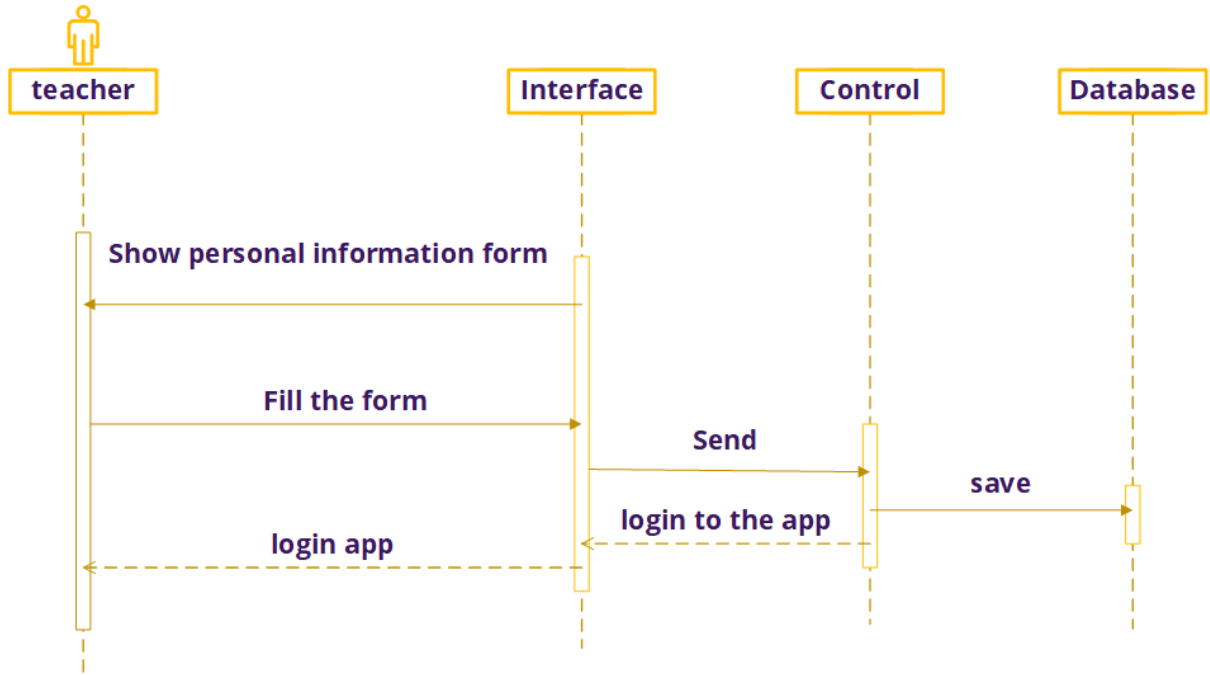 teacher
Interface
Control
Database
Show personal information form
Fill the form
Send
save
login to the app
login app